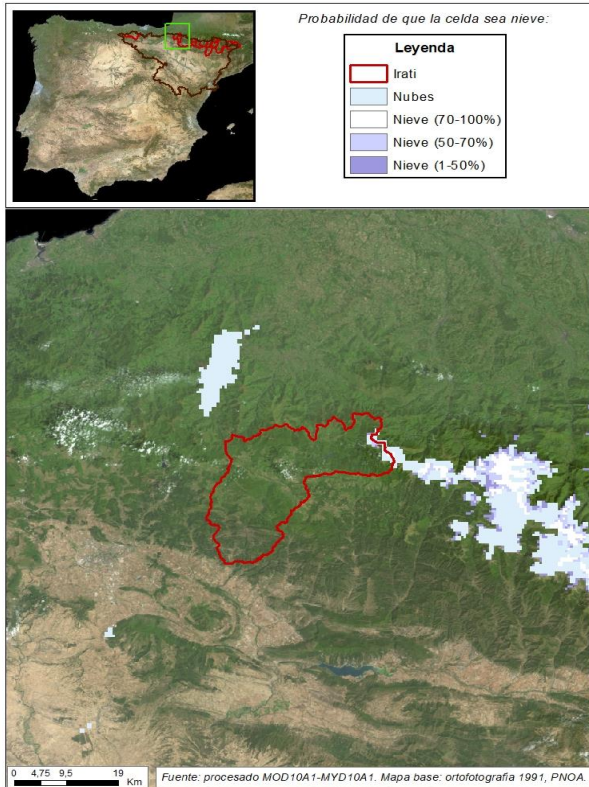 Probabilidad de que la celda sea nieve:
Leyenda
Irati
Nubes
Nieve (70-100%)
Nieve (50-70%)
Nieve (1-50%)
0 4,75 9,5 19
Km
Fuente: procesado MOD10A1-MYD10A1. Mapa base: ortofotografía 1991, PNOA.